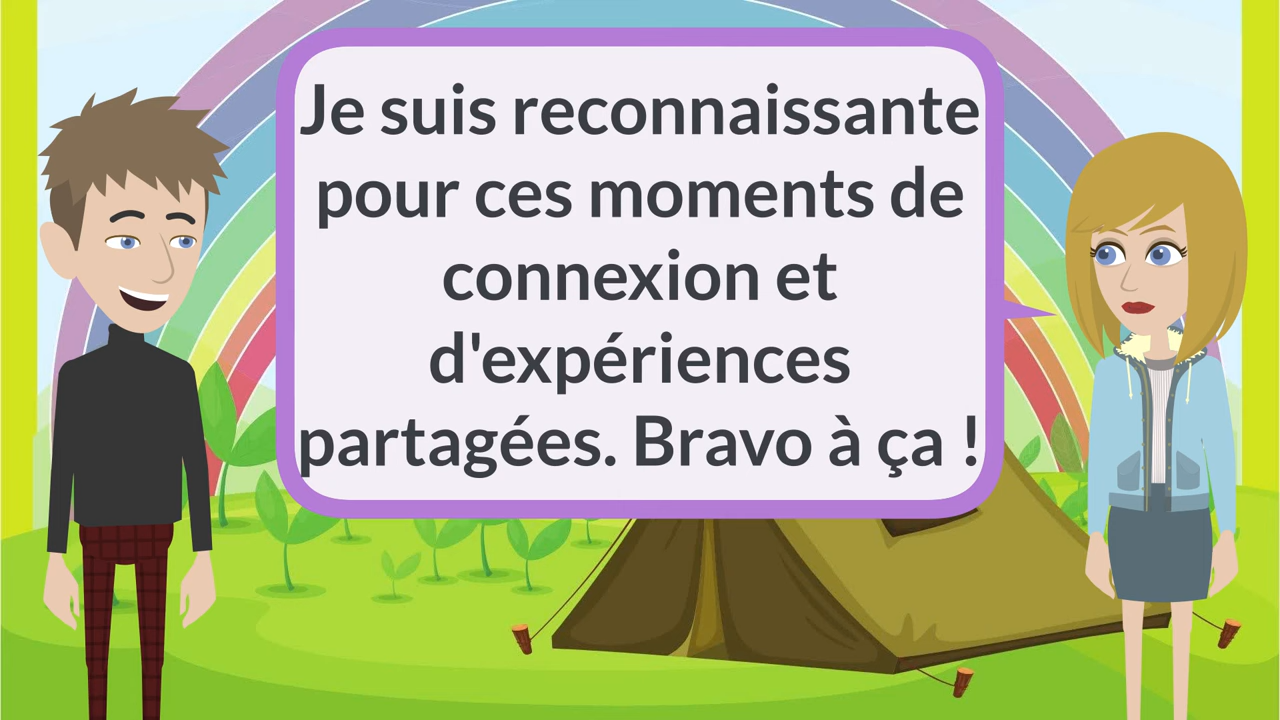 Je suis reconnaissante
pour ces moments de
connexion et
d'expériences
partagées. Bravo à ça !